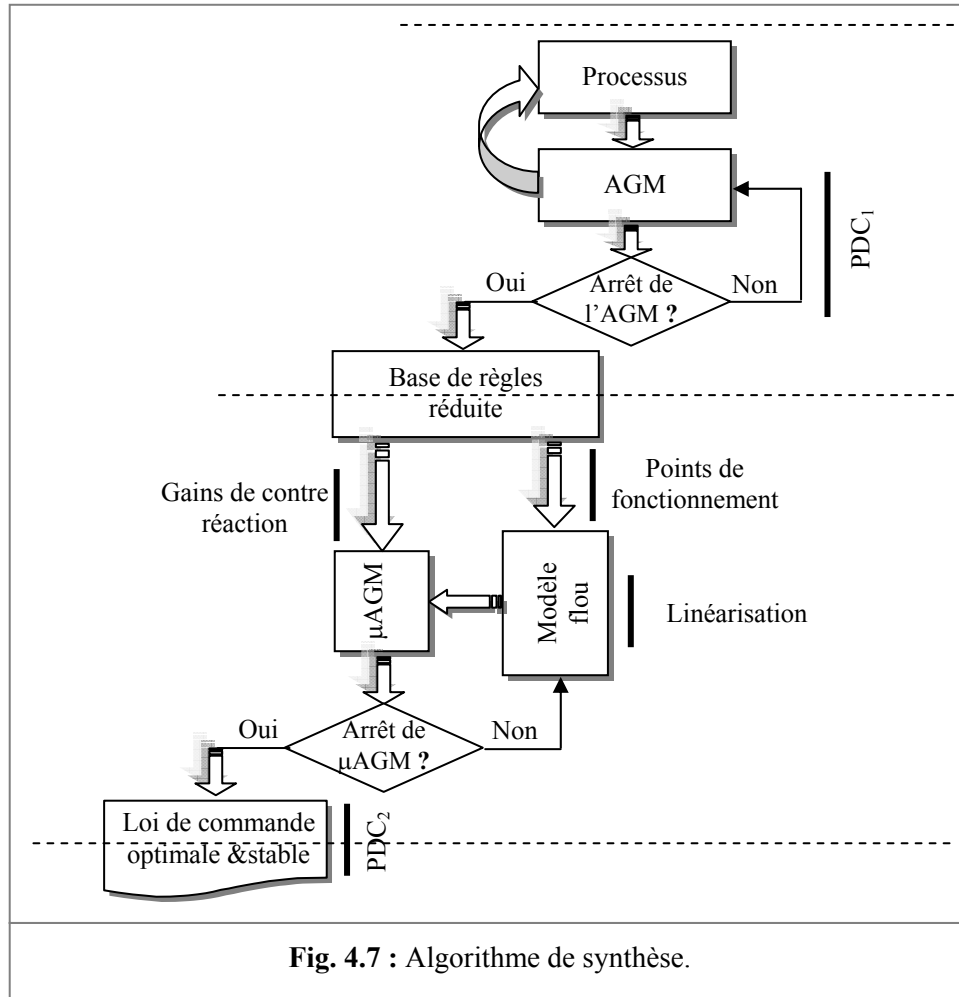 Processus
AGM
PDC₁
Oui
Arrêt de
l’AGM ?
Non
Base de règles
réduite
Gains de contre
réaction
Points de
fonctionnement
µAGM
Modèle
flou
Linéarisation
Oui
Arrêt de
µAGM ?
Non
Loi de commande
optimale &stable
PDC₂
Fig. 4.7 : Algorithme de synthèse.